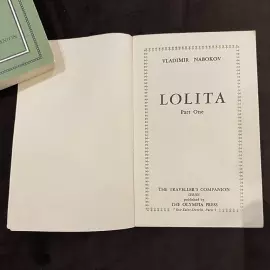 VLADIMIR NABOKOV
LOLITA
Part One
THE TRAVELLER'S COMPANION
SERIES
published by
THE OLYMPIA PRESS